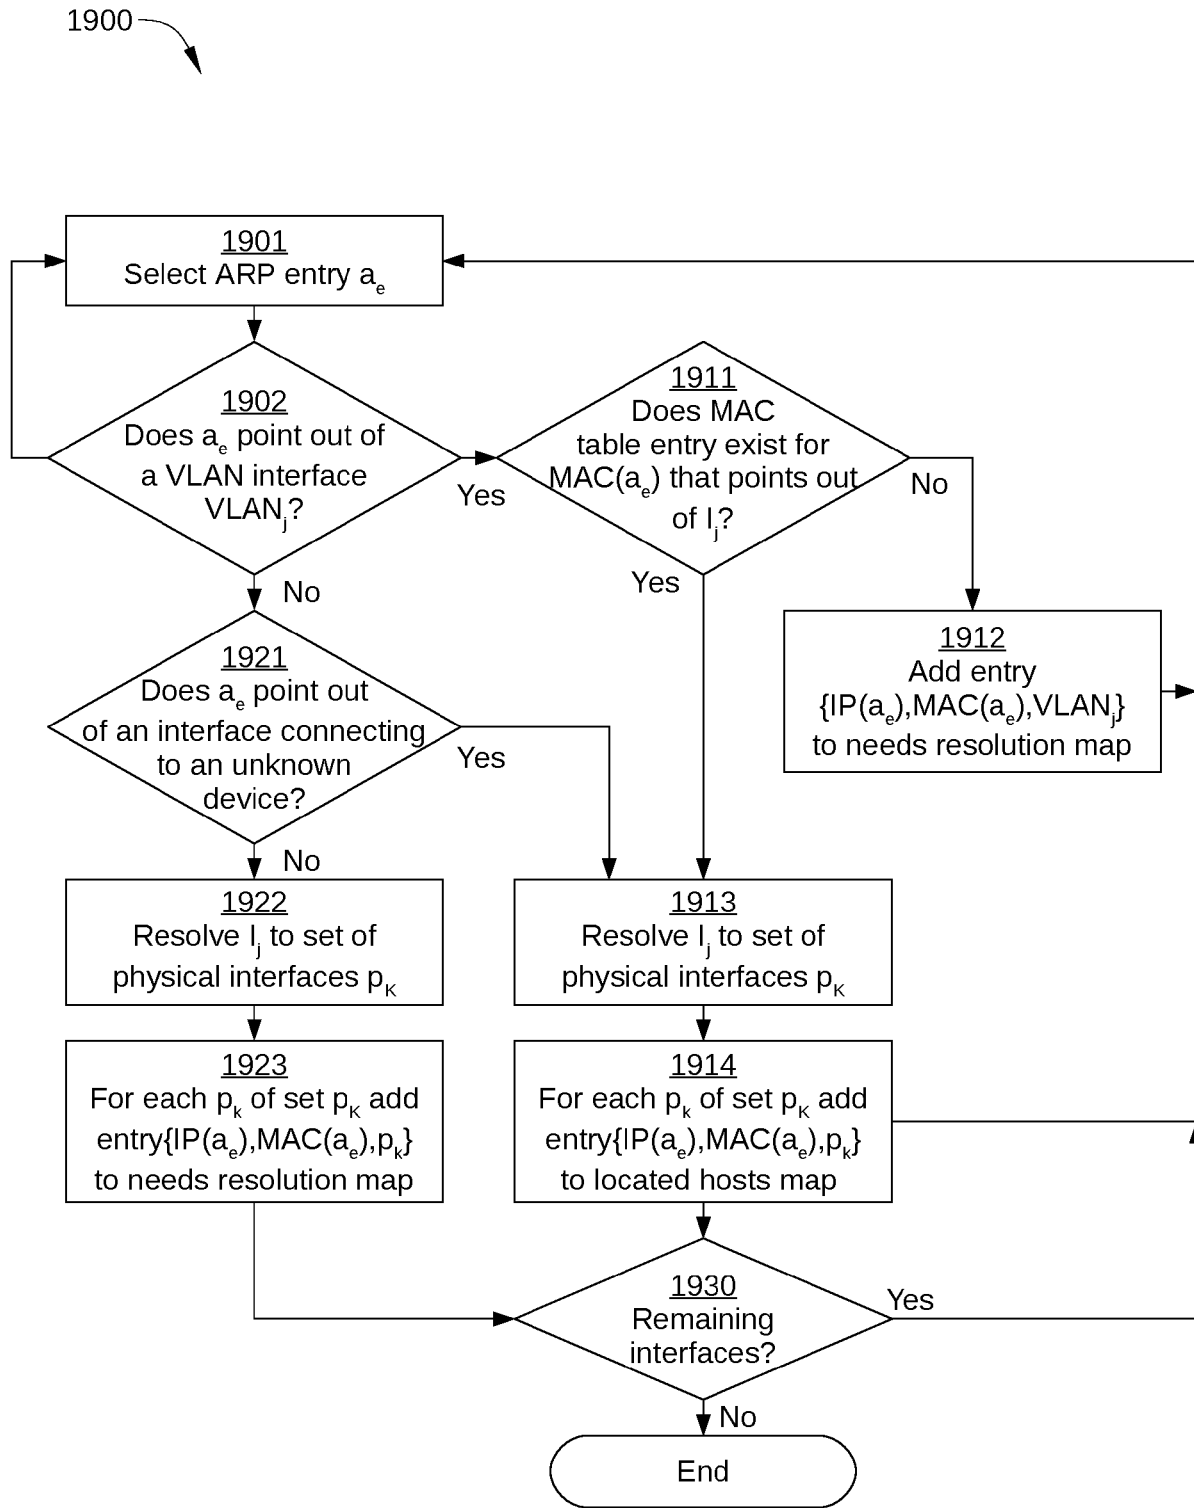 1900
1901
Select ARP entry aₑ
1902
Does aₑ point out of
a VLAN interface
VLANⱼ?
Yes
No
1911
Does MAC
table entry exist for
MAC(aₑ) that points out
of Iⱼ?
No
Yes
1912
Add entry
{IP(aₑ),MAC(aₑ),VLANⱼ}
to needs resolution map
1921
Does aₑ point out
of an interface connecting
to an unknown
device?
Yes
No
1922
Resolve Iⱼ to set of
physical interfaces p_K
1913
Resolve Iⱼ to set of
physical interfaces p_K
1923
For each pₖ of set p_K add
entry{IP(aₑ),MAC(aₑ),pₖ}
to needs resolution map
1914
For each pₖ of set p_K add
entry{IP(aₑ),MAC(aₑ),pₖ}
to located hosts map
1930
Remaining
interfaces?
Yes
No
End